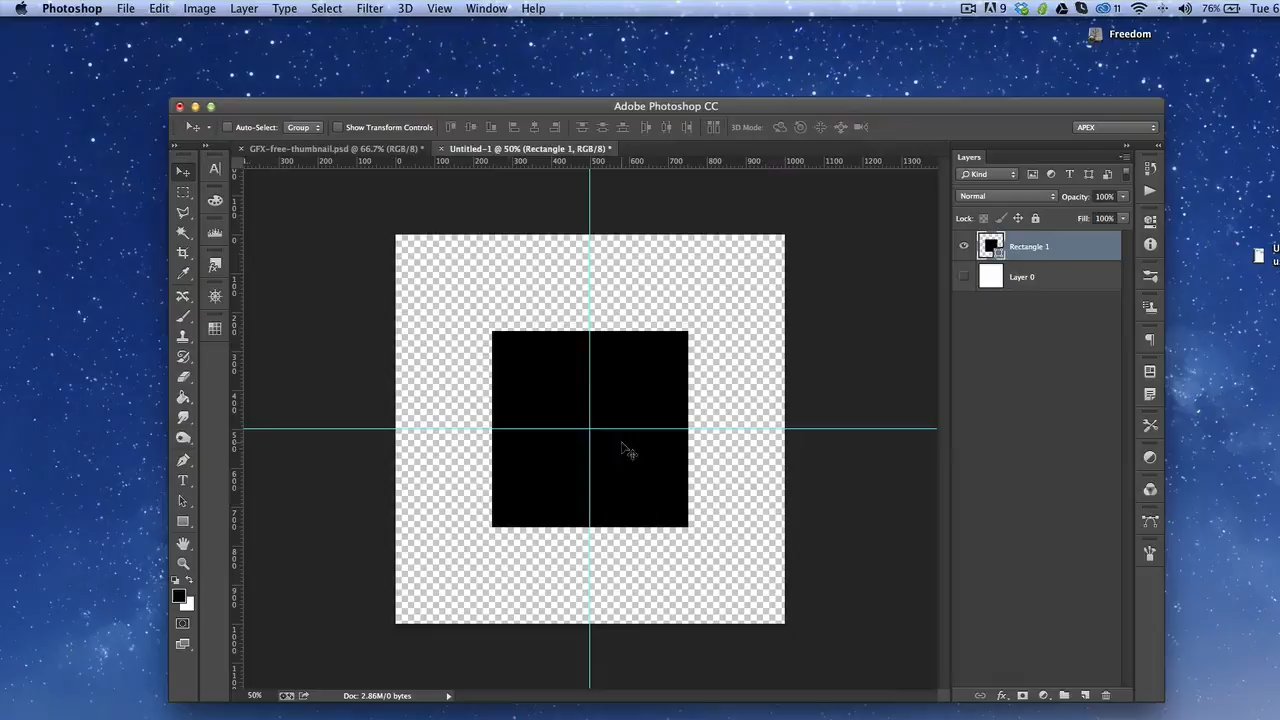 Photoshop File Edit Image Layer Type Select Filter 3D View Window Help 9 11 76% Tue 6
Freedom
Adobe Photoshop CC
Auto-Select: Group Show Transform Controls 3D Mode: APEX
GFX-free-thumbnail.psd @ 66.7% (RGB/8) * Untitled-1 @ 50% (Rectangle 1, RGB/8) *
300 200 100 0 100 200 300 400 500 600 700 800 900 1000 1100 1200 1300
Layers
Kind
Normal Opacity: 100%
Lock: Fill: 100%
Rectangle 1
Layer 0
50% Doc: 2.86M/0 bytes